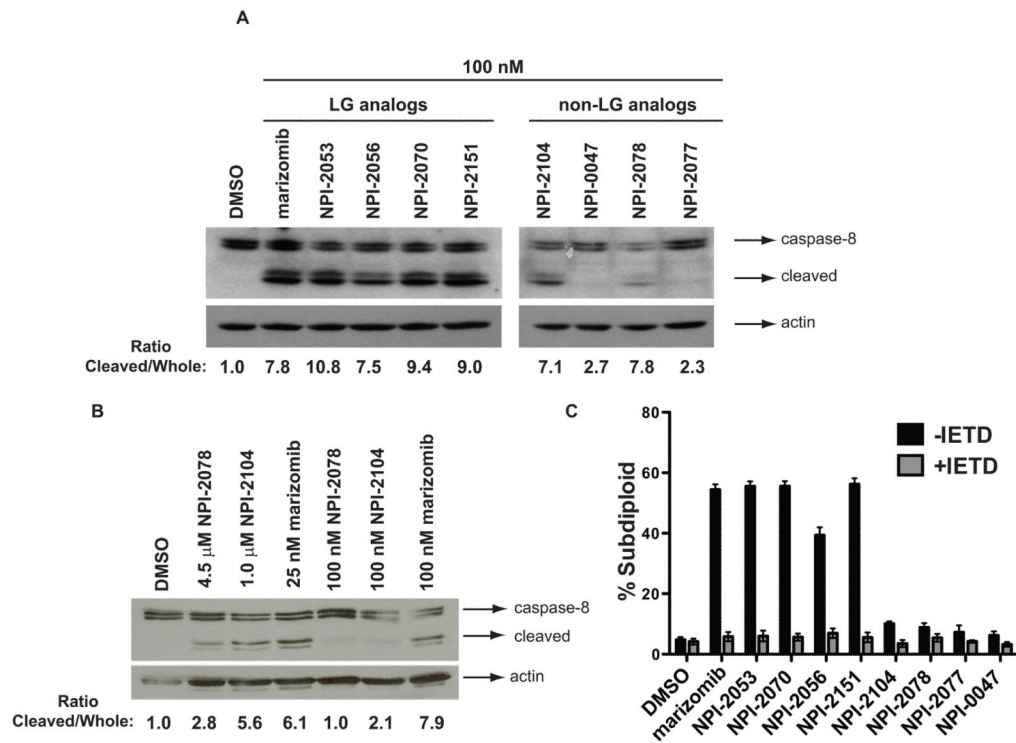 A
100 nM
LG analogs
non-LG analogs
DMSO
marizomib
NPI-2053
NPI-2056
NPI-2070
NPI-2151
NPI-2104
NPI-0047
NPI-2078
NPI-2077
caspase-8
cleaved
actin
Ratio
Cleaved/Whole: 1.0 7.8 10.8 7.5 9.4 9.0 7.1 2.7 7.8 2.3
B
DMSO
4.5 μM NPI-2078
1.0 μM NPI-2104
25 nM marizomib
100 nM NPI-2078
100 nM NPI-2104
100 nM marizomib
caspase-8
cleaved
actin
Ratio
Cleaved/Whole: 1.0 2.8 5.6 6.1 1.0 2.1 7.9
C
% Subdiploid
80
60
40
20
0
-IETD
+IETD
DMSO
marizomib
NPI-2053
NPI-2070
NPI-2056
NPI-2151
NPI-2104
NPI-2078
NPI-2077
NPI-0047